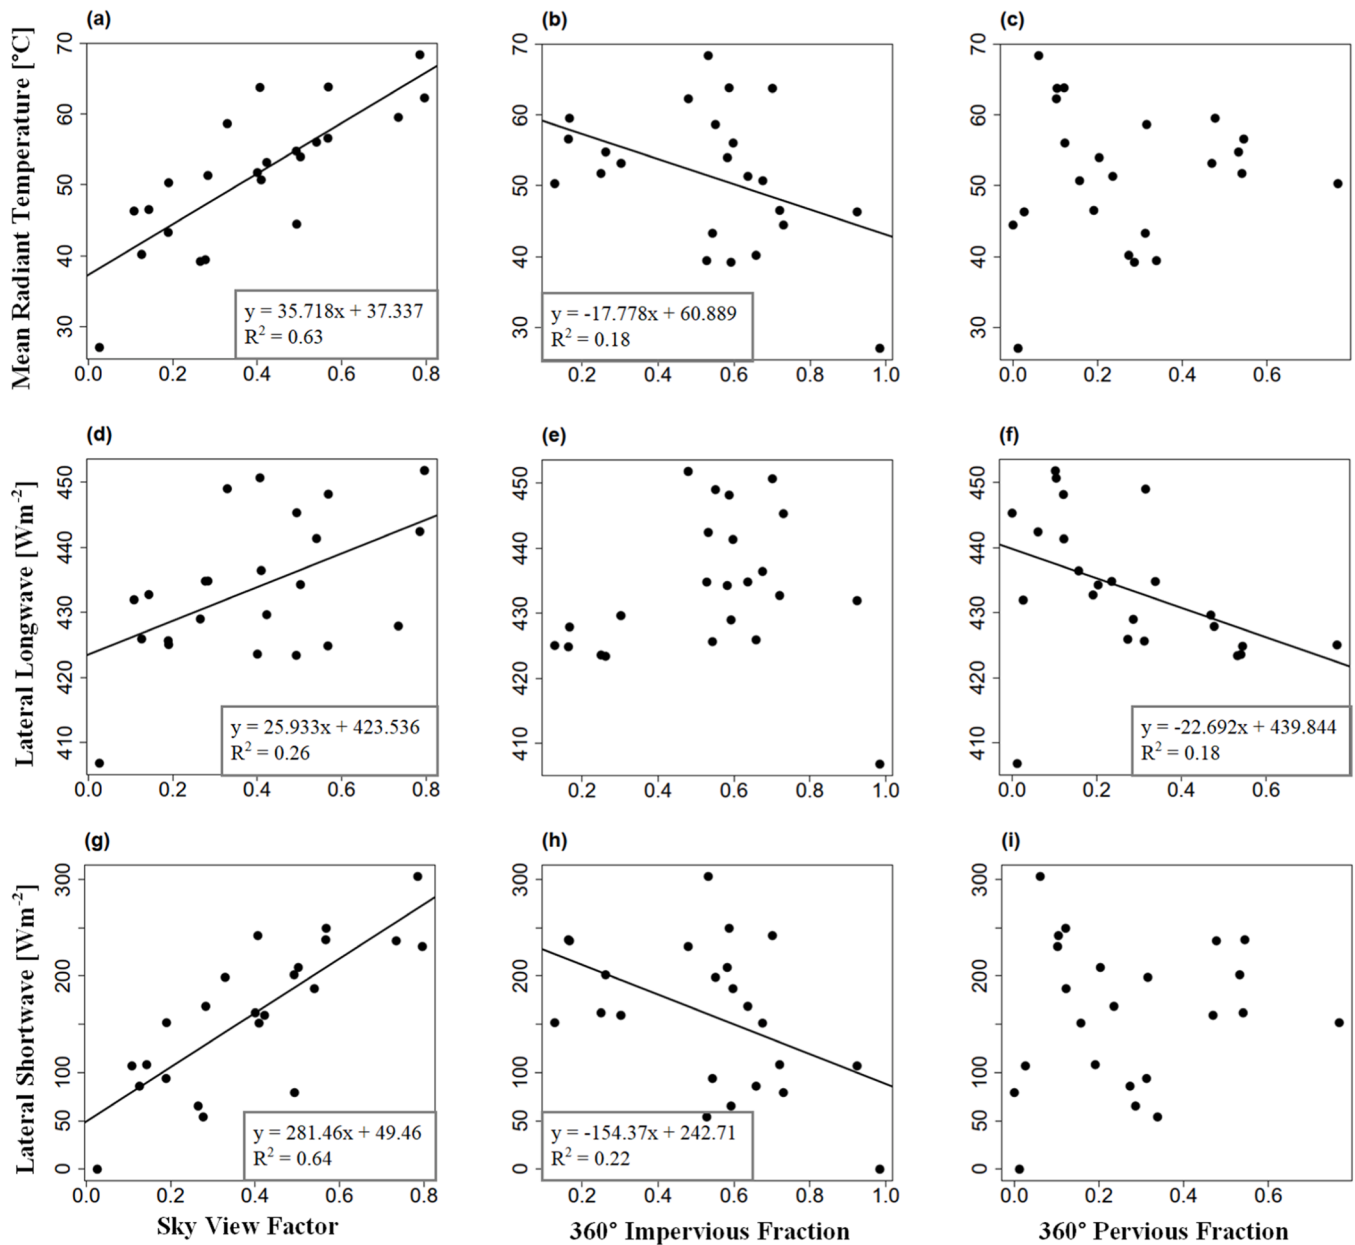 (a)
(b)
(c)
Mean Radiant Temperature [°C]
70
60
50
40
30
0.0 0.2 0.4 0.6 0.8
y = 35.718x + 37.337
R² = 0.63
70
60
50
40
30
0.2 0.4 0.6 0.8 1.0
y = -17.778x + 60.889
R² = 0.18
70
60
50
40
30
0.0 0.2 0.4 0.6
(d)
(e)
(f)
Lateral Longwave [Wm⁻²]
450
440
430
420
410
0.0 0.2 0.4 0.6 0.8
y = 25.933x + 423.536
R² = 0.26
450
440
430
420
410
0.2 0.4 0.6 0.8 1.0
450
440
430
420
410
0.0 0.2 0.4 0.6
y = -22.692x + 439.844
R² = 0.18
(g)
(h)
(i)
Lateral Shortwave [Wm⁻²]
300
200
100
50
0
0.0 0.2 0.4 0.6 0.8
y = 281.46x + 49.46
R² = 0.64
Sky View Factor
300
200
100
50
0
0.2 0.4 0.6 0.8 1.0
y = -154.37x + 242.71
R² = 0.22
360° Impervious Fraction
300
200
100
50
0
0.0 0.2 0.4 0.6
360° Pervious Fraction